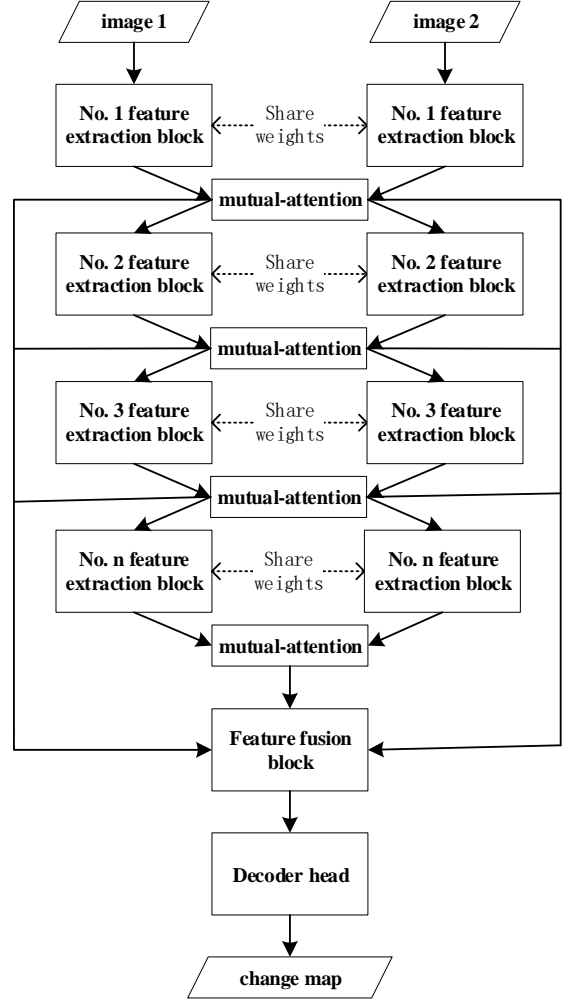 image 1
image 2
No. 1 feature
extraction block
Share
weights
No. 1 feature
extraction block
mutual-attention
No. 2 feature
extraction block
Share
weights
No. 2 feature
extraction block
mutual-attention
No. 3 feature
extraction block
Share
weights
No. 3 feature
extraction block
mutual-attention
No. n feature
extraction block
Share
weights
No. n feature
extraction block
mutual-attention
Feature fusion
block
Decoder head
change map